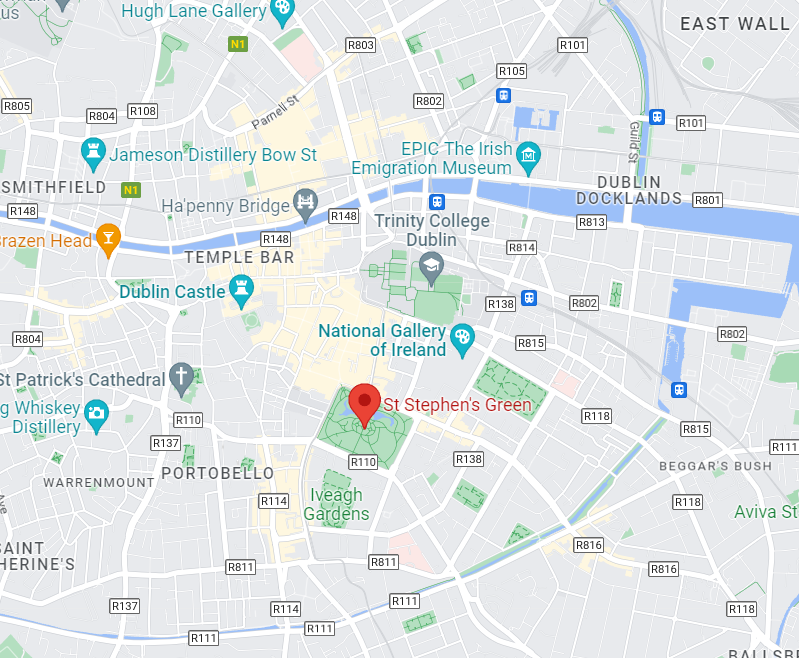 Hugh Lane Gallery
EAST WALL
N1
R803
R101
R105
R802
R805
R804
R108
Parnell St
R101
Guild St
Jameson Distillery Bow St
EPIC The Irish
Emigration Museum
SMITHFIELD
N1
DUBLIN
DOCKLANDS
R801
Ha'penny Bridge
R148
R148
R148
Trinity College
Dublin
R813
Brazen Head
TEMPLE BAR
R814
Dublin Castle
R138
R802
National Gallery
of Ireland
R802
R804
R815
St Patrick's Cathedral
St Stephen's Green
g Whiskey
Distillery
R110
R118
R815
R137
R111
R110
R138
BEGGAR'S BUSH
PORTOBELLO
WARRENMOUNT
R114
Iveagh
Gardens
R118
Aviva St
Ave
SAINT
HERINE'S
R816
R811
R811
R816
R137
R114
R111
R118
R111
R111
BALLSB